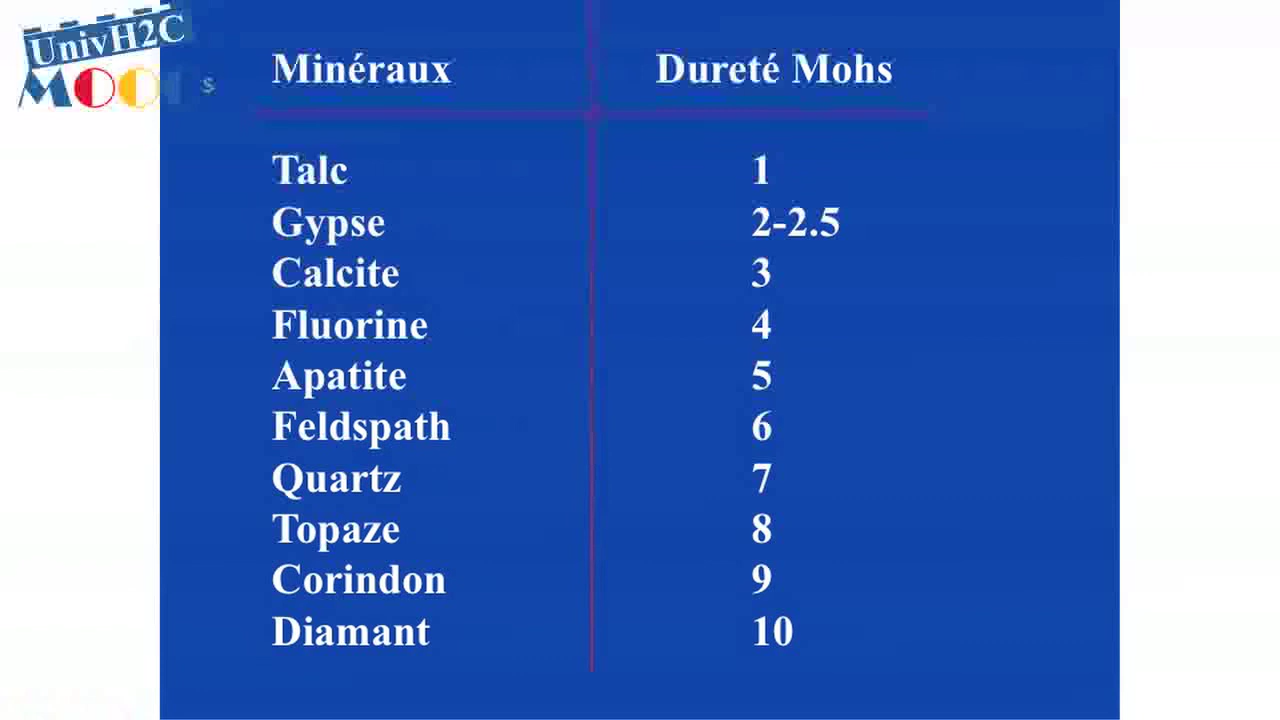 UnivH2C
MOOCs
Minéraux Dureté Mohs
Talc 1
Gypse 2-2.5
Calcite 3
Fluorine 4
Apatite 5
Feldspath 6
Quartz 7
Topaze 8
Corindon 9
Diamant 10